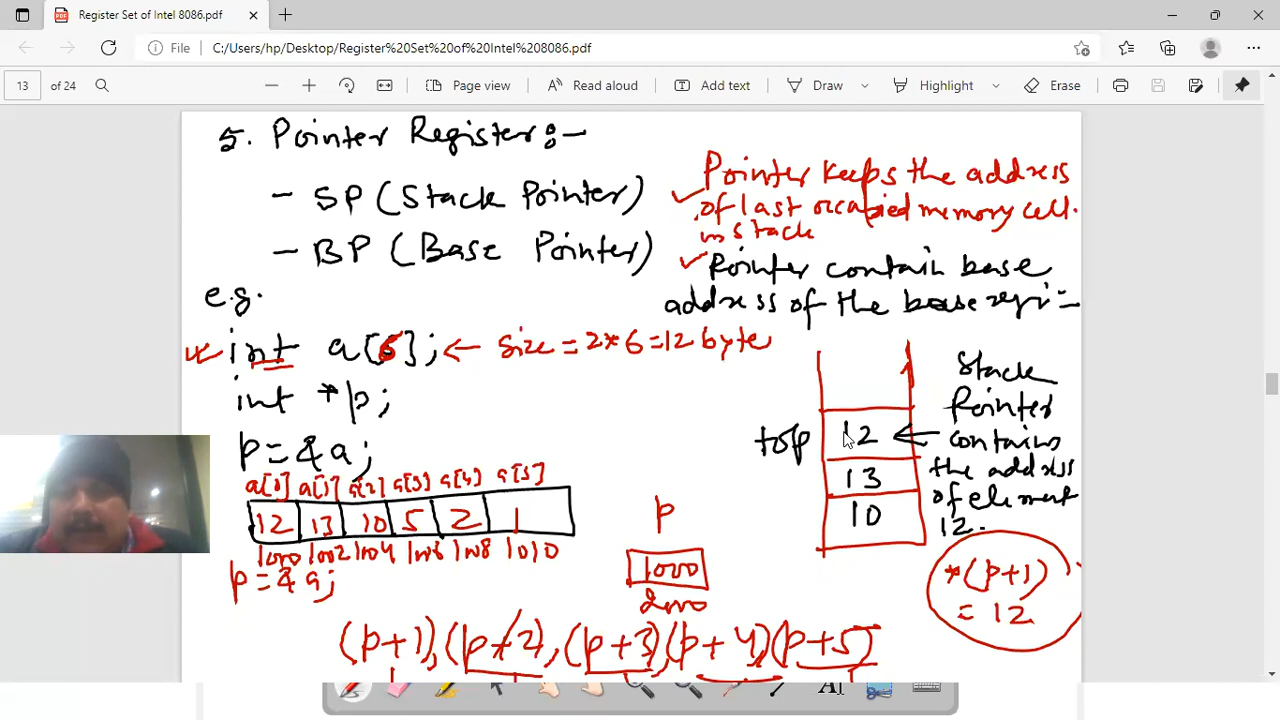 Register Set of Intel 8086.pdf
File C:/Users/hp/Desktop/Register%20Set%20of%20Intel%208086.pdf
13 of 24 Page view Read aloud Add text Draw Highlight Erase
5. Pointer Register:-
- SP (Stack Pointer)
- BP (Base Pointer)
Pointer keeps the address
of last occupied memory cell.
in stack
Pointer contain base
address of the base regi-
e.g.
int a[6]; ← size = 2*6=12 byte
int *p;
p=&a;
a[0] a[1] a[2] a[3] a[4] a[5]
12 13 10 5 2 1
1000 1002 1004 1006 1008 1010
p=&a;
p
1000
2000
top
12
13
10
Stack
Pointer
contains
the address
of element
12.
*(p+1)
= 12
(p+1), (p+2), (p+3) (p+4) (p+5)